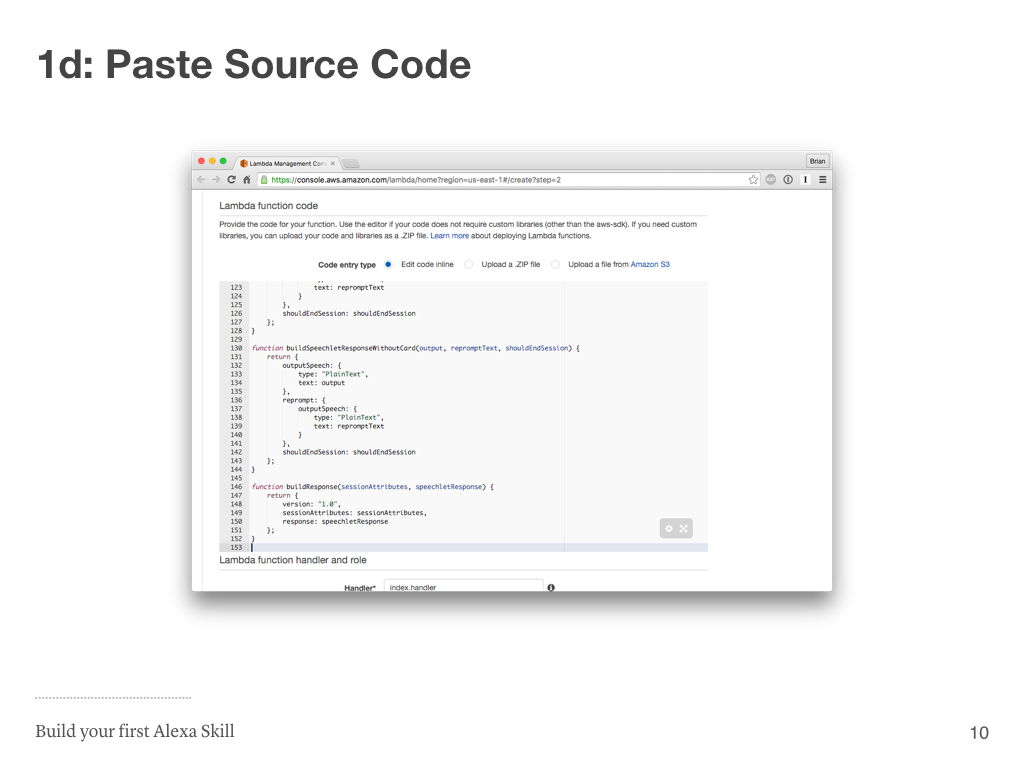 1d: Paste Source Code
Lambda Management Con
Brian
https://console.aws.amazon.com/lambda/home?region=us-east-1#/create?step=2
Lambda function code
Provide the code for your function. Use the editor if your code does not require custom libraries (other than the aws-sdk). If you need custom
libraries, you can upload your code and libraries as a .ZIP file. Learn more about deploying Lambda functions.
Code entry type Edit code inline Upload a .ZIP file Upload a file from Amazon S3
123 text: repromptText
124 }
125 },
126 shouldEndSession: shouldEndSession
127 };
128 }
129
130 function buildSpeechletResponseWithoutCard(output, repromptText, shouldEndSession) {
131 return {
132 outputSpeech: {
133 type: "PlainText",
134 text: output
135 },
136 reprompt: {
137 outputSpeech: {
138 type: "PlainText",
139 text: repromptText
140 }
141 },
142 shouldEndSession: shouldEndSession
143 };
144 }
145
146 function buildResponse(sessionAttributes, speechletResponse) {
147 return {
148 version: "1.0",
149 sessionAttributes: sessionAttributes,
150 response: speechletResponse
151 };
152 }
153
Lambda function handler and role
Handler* index.handler
Build your first Alexa Skill
10